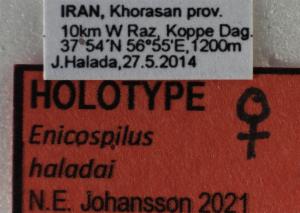 IRAN, Khorasan prov.
10km W Raz, Koppe Dag.
37°54´N 56°55'E,1200m
J.Halada,27.5.2014
HOLOTYPE ♀
Enicospilus
haladai
N.E. Johansson 2021